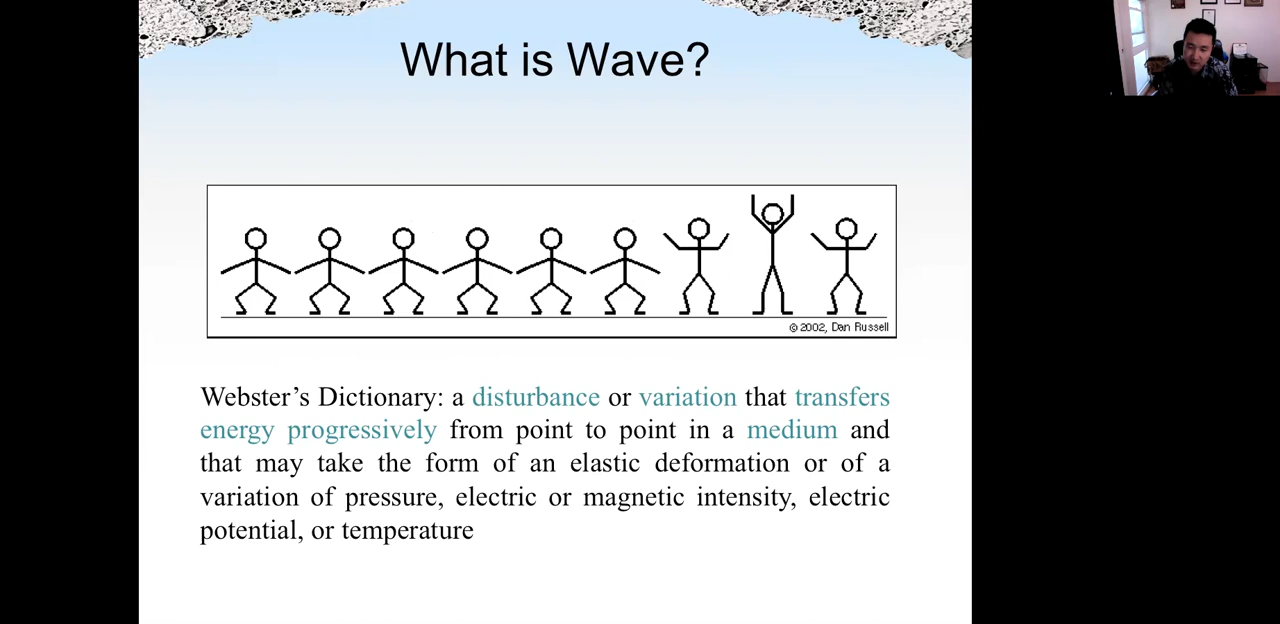 What is Wave?
© 2002, Dan Russell
Webster’s Dictionary: a disturbance or variation that transfers
energy progressively from point to point in a medium and
that may take the form of an elastic deformation or of a
variation of pressure, electric or magnetic intensity, electric
potential, or temperature